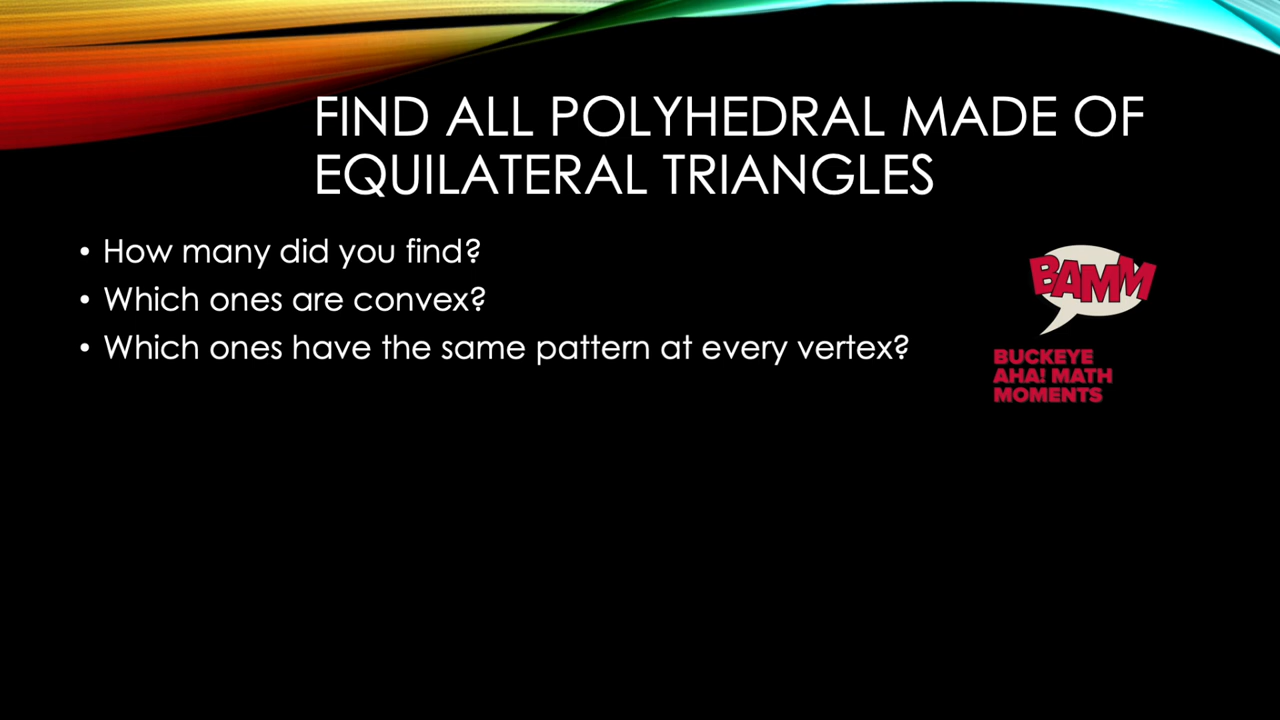 FIND ALL POLYHEDRAL MADE OF
EQUILATERAL TRIANGLES
• How many did you find?
• Which ones are convex?
• Which ones have the same pattern at every vertex?
BAMM
BUCKEYE
AHA! MATH
MOMENTS